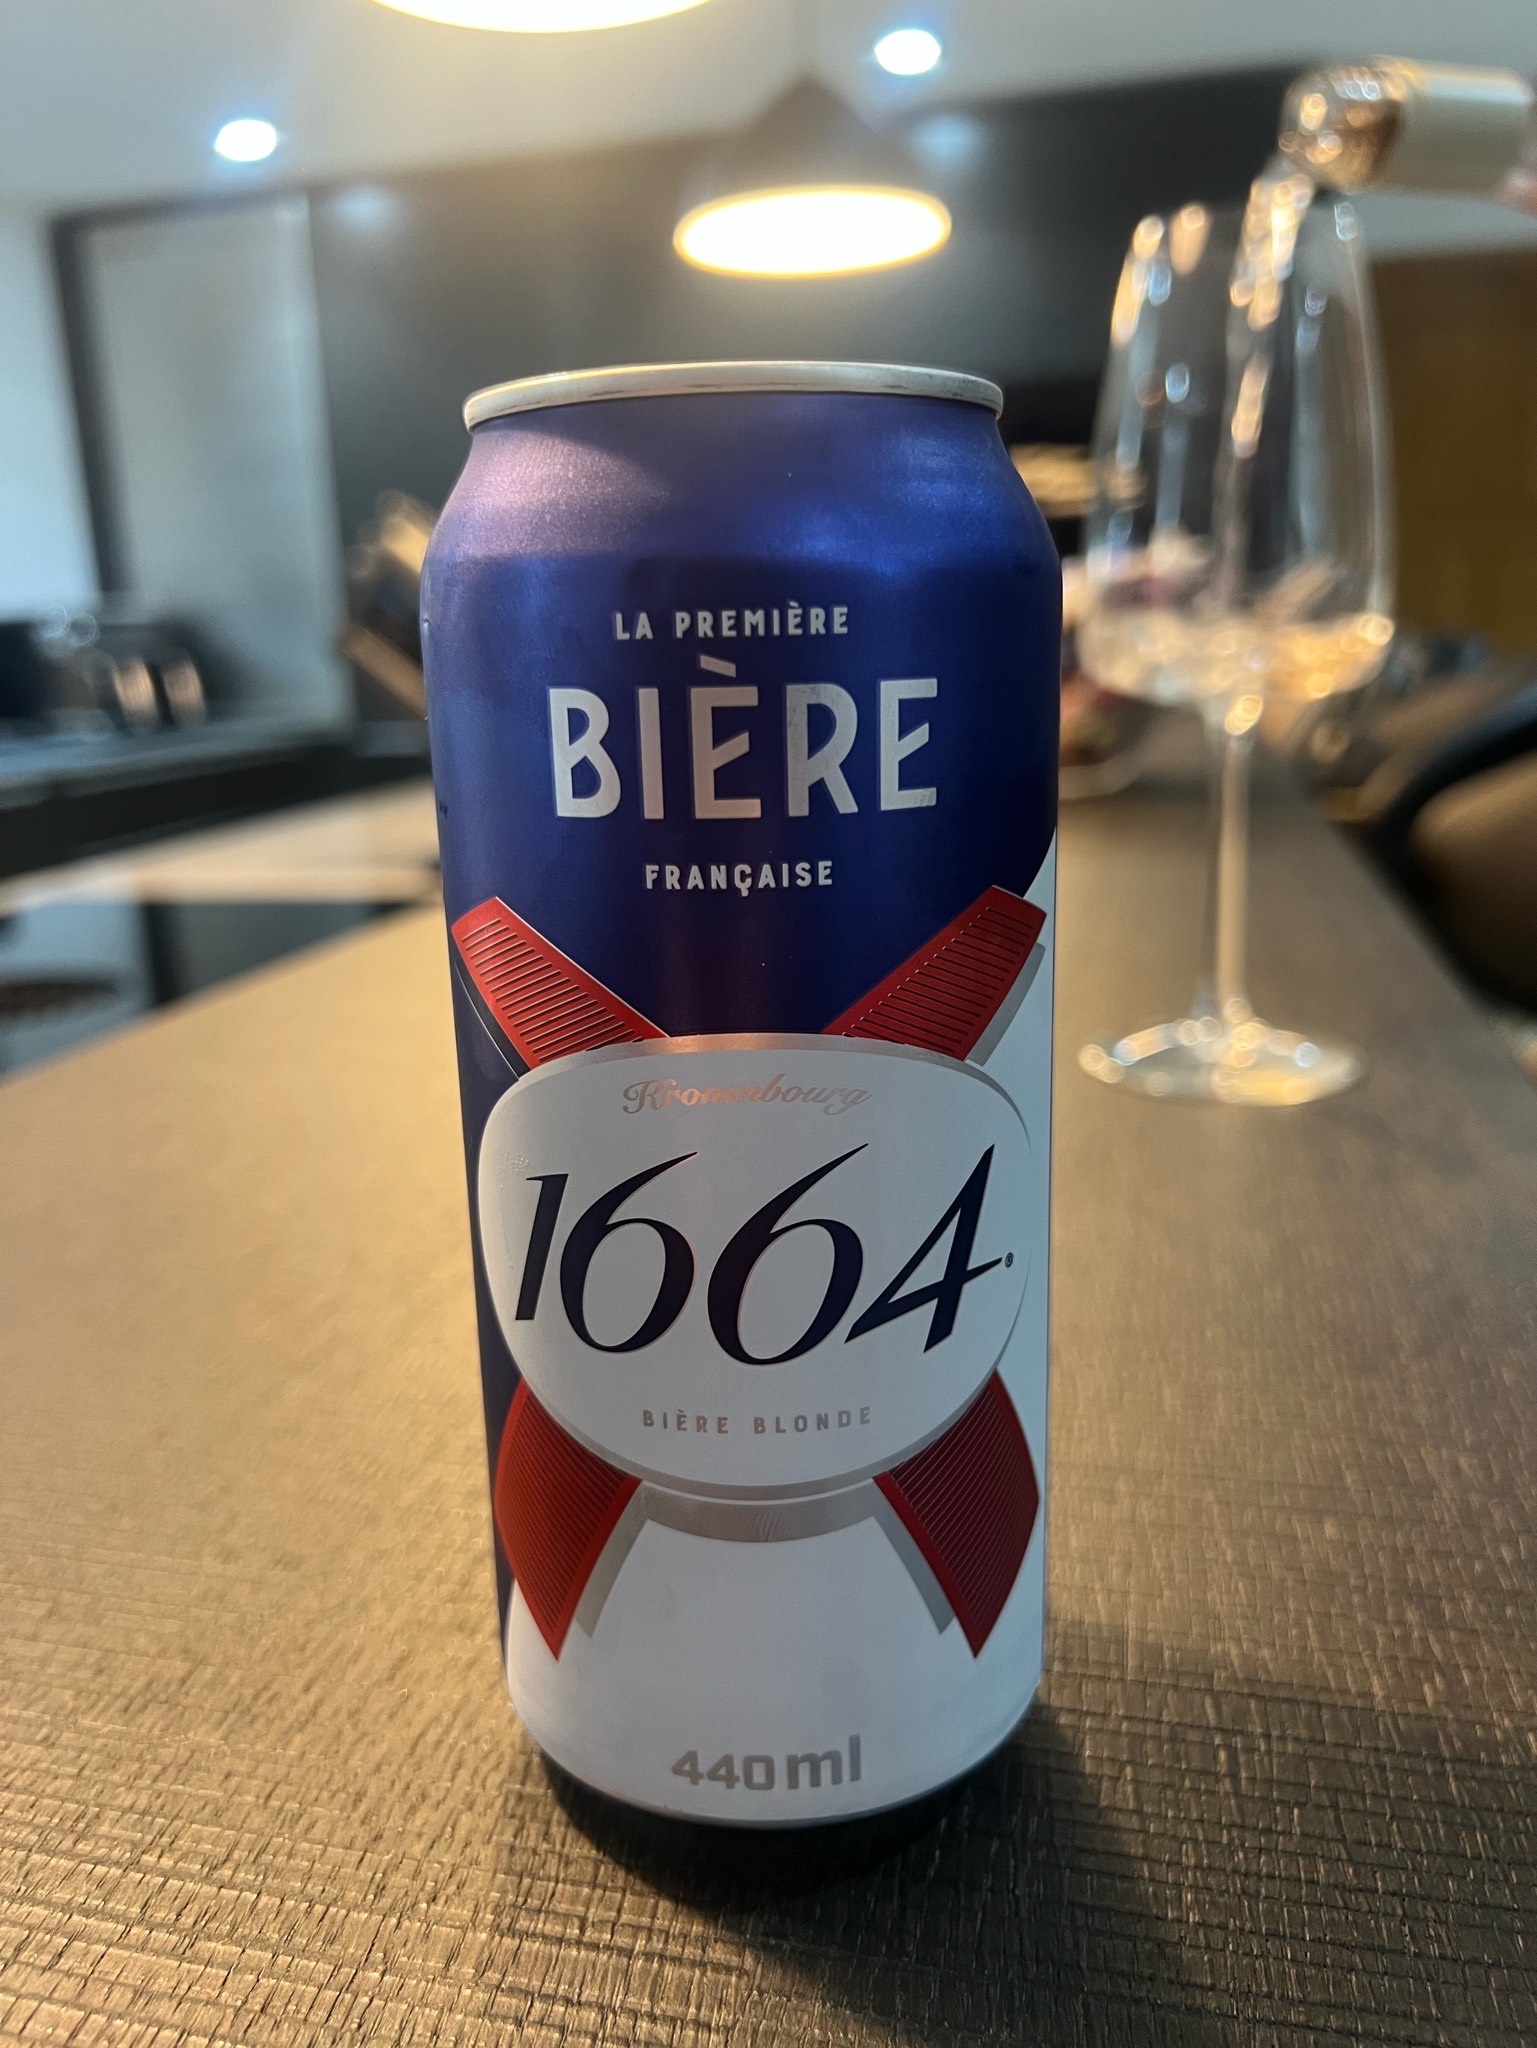 LA PREMIÈRE
BIÈRE
FRANÇAISE
Kronenbourg
1664®
BIÈRE BLONDE
440ml